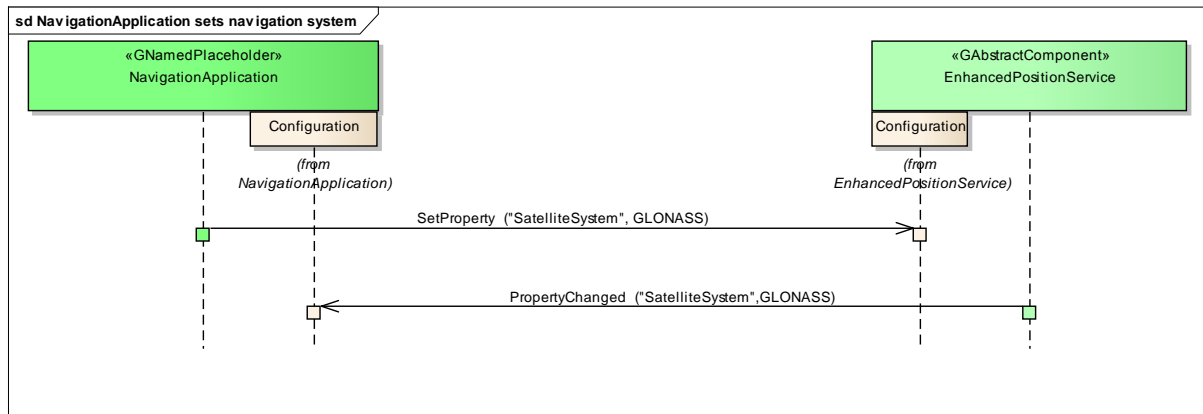 sd NavigationApplication sets navigation system
«GNamedPlaceholder»
NavigationApplication
«GAbstractComponent»
EnhancedPositionService
Configuration
Configuration
(from
NavigationApplication)
(from
EnhancedPositionService)
SetProperty ("SatelliteSystem", GLONASS)
PropertyChanged ("SatelliteSystem",GLONASS)